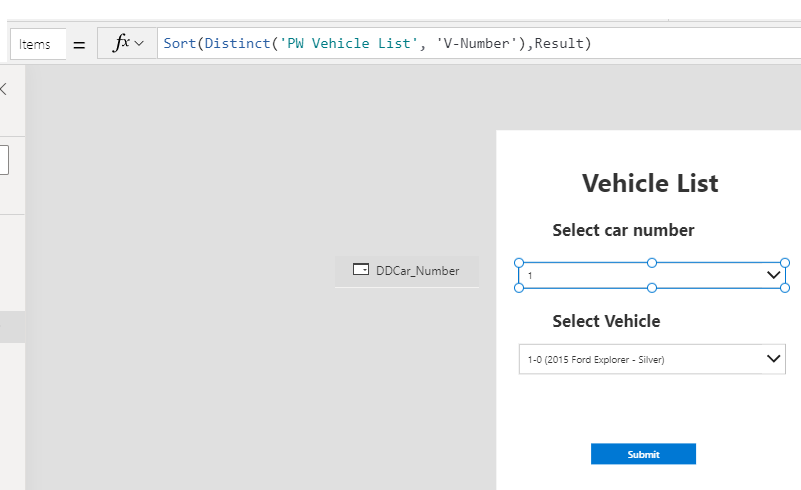 Items = fx Sort(Distinct('PW Vehicle List', 'V-Number'),Result)
Vehicle List
Select car number
DDCar_Number
1
Select Vehicle
1-0 (2015 Ford Explorer - Silver)
Submit